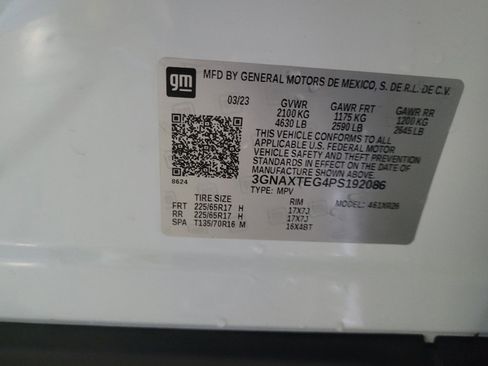 gm
MFD BY GENERAL MOTORS DE MEXICO, S. DE R.L. DE C.V.
03/23 GVWR GAWR FRT GAWR RR
2100 KG 1175 KG 1200 KG
4630 LB 2590 LB 2645 LB
THIS VEHICLE CONFORMS TO ALL
APPLICABLE U.S. FEDERAL MOTOR
VEHICLE SAFETY AND THEFT PREVENTION
STANDARDS IN EFFECT ON THE DATE OF
MANUFACTURE SHOWN ABOVE.
8624
3GNAXTEG4PS192086
TYPE: MPV MODEL: 461XR26
TIRE SIZE RIM
FRT 225/65R17 H 17X7J
RR 225/65R17 H 17X7J
SPA T135/70R16 M 16X4BT